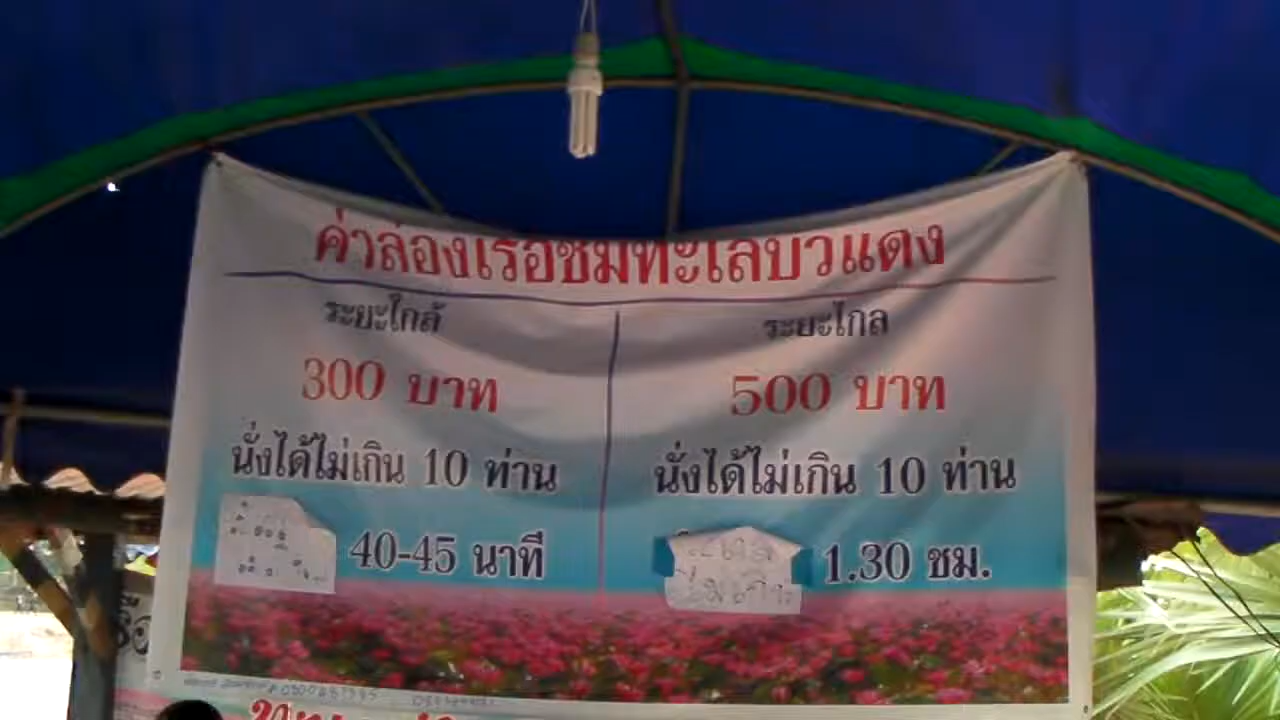 ค่าล่องเรือชมทะเลบัวแดง
ระยะใกล้
300 บาท
นั่งได้ไม่เกิน 10 ท่าน
40-45 นาที
ระยะไกล
500 บาท
นั่งได้ไม่เกิน 10 ท่าน
1.30 ชม.